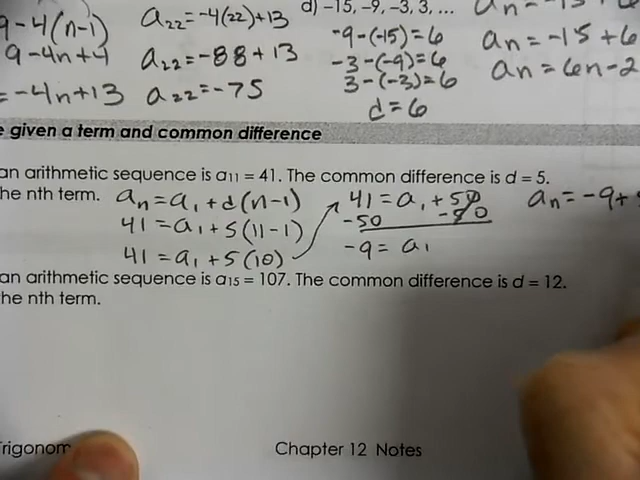 9-4(n-1)
9-4n+4
=-4n+13
a₂₂=-4(22)+13
a₂₂=-88+13
a₂₂=-75
d) –15, –9, –3, 3, ...
-9-(-15)=6
-3-(-9)=6
3-(-3)=6
d=6
an=-15+6
an=6n-2
e given a term and common difference
an arithmetic sequence is a₁₁ = 41. The common difference is d = 5.
he nth term.
an=a₁+d(n-1)
41=a₁+5(11-1)
41=a₁+5(10)
41=a₁+50
-50 -50
-9=a₁
an=-9+
an arithmetic sequence is a₁₅ = 107. The common difference is d = 12.
he nth term.
rigonom
Chapter 12 Notes